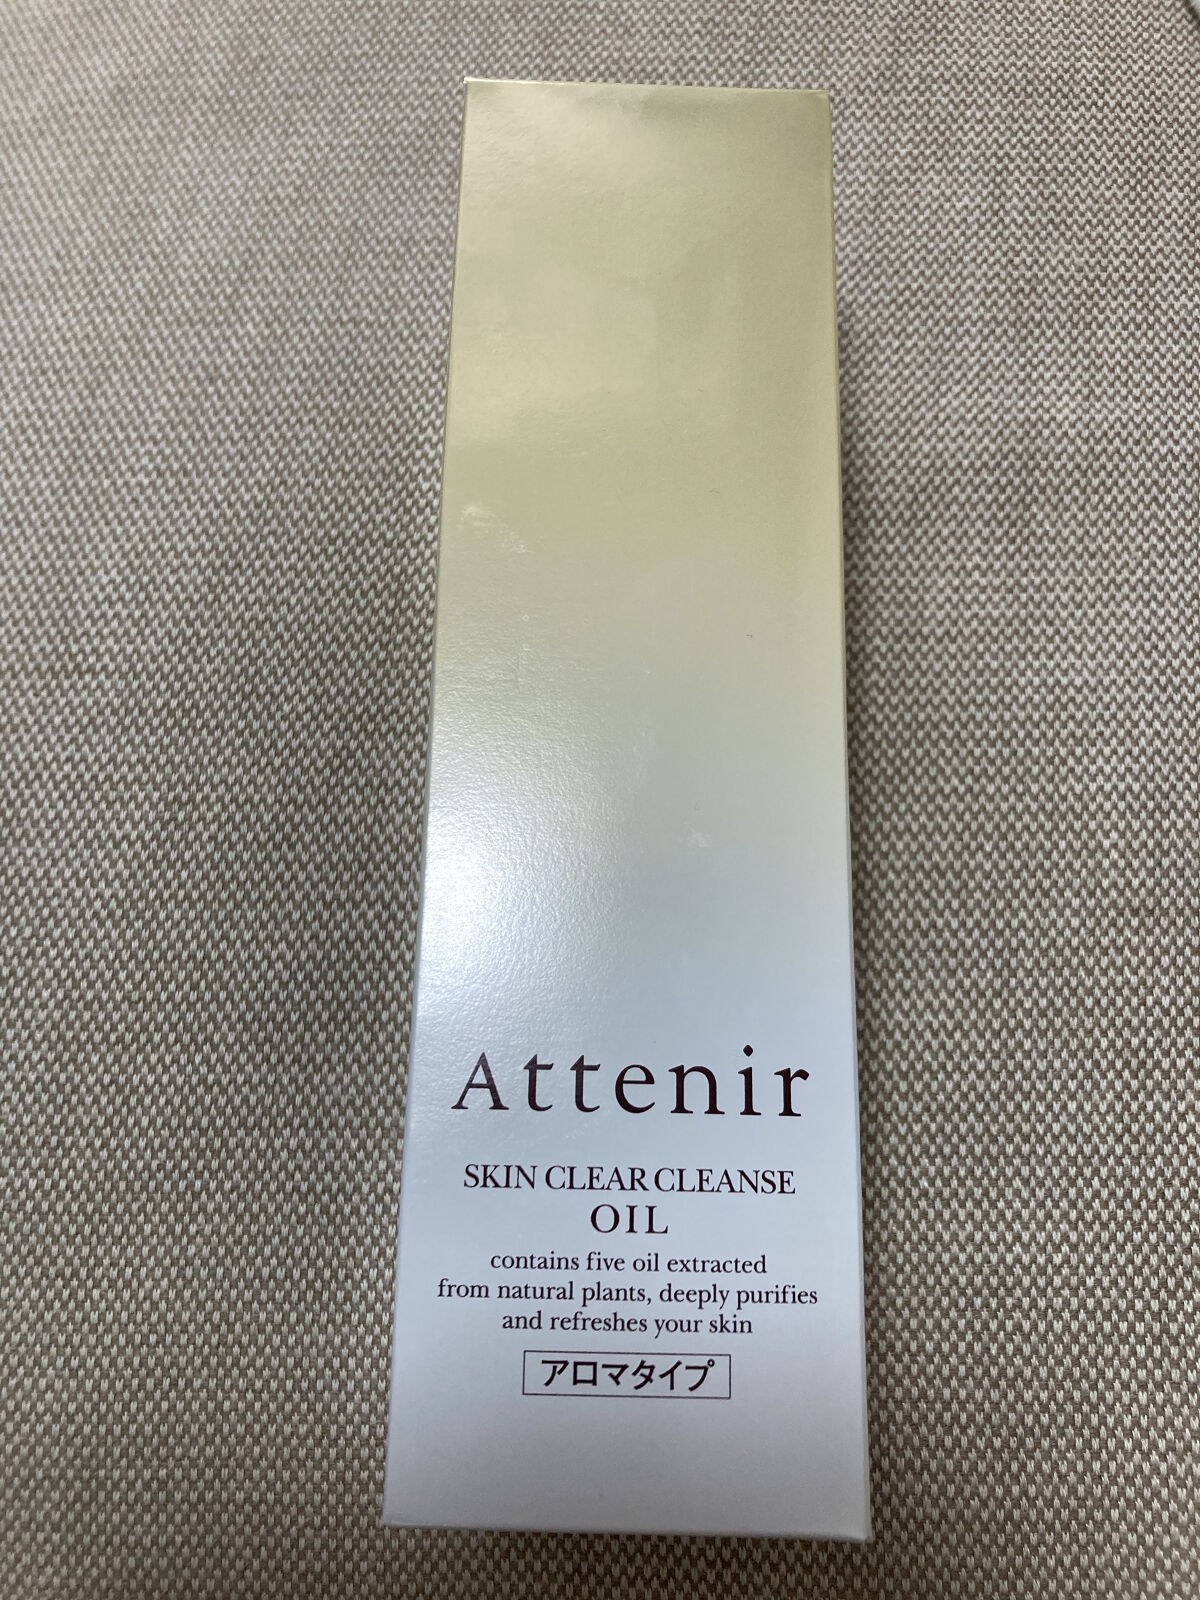 Attenir
SKIN CLEAR CLEANSE
OIL
contains five oil extracted
from natural plants, deeply purifies
and refreshes your skin
アロマタイプ